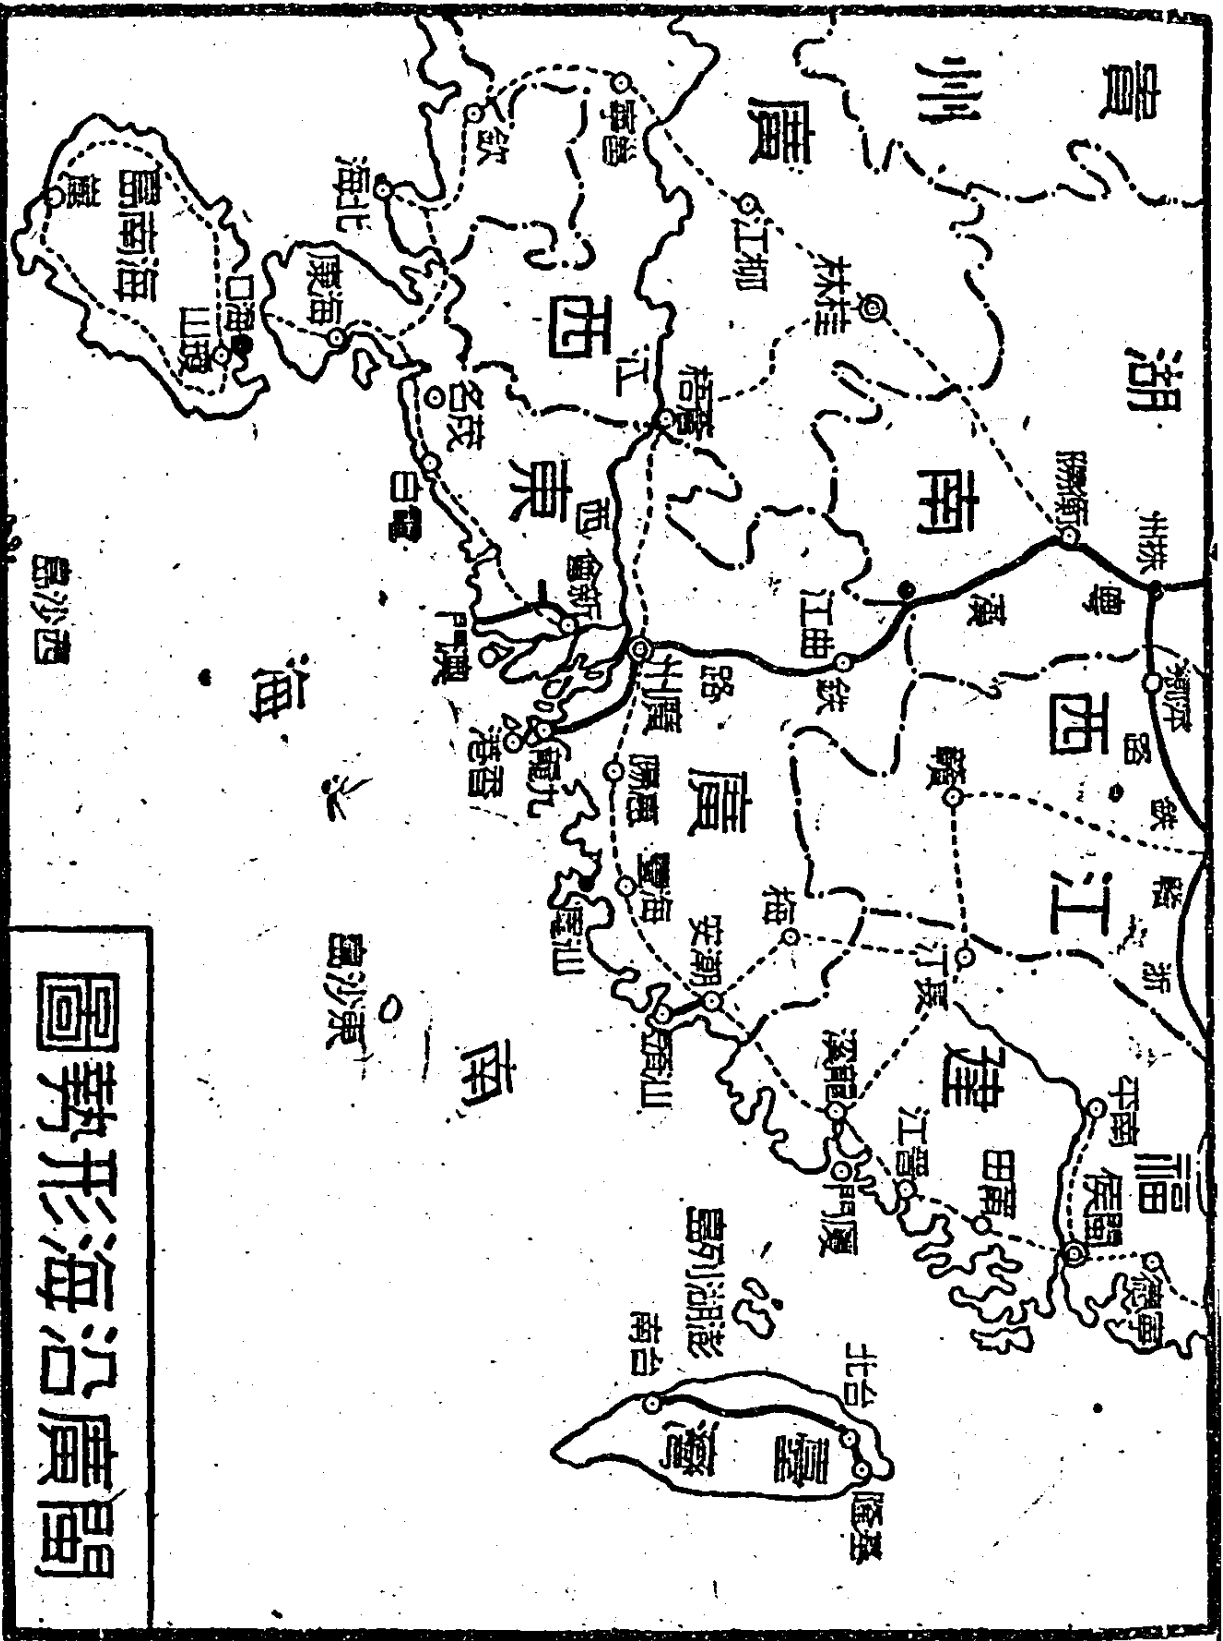 閩廣沿海形勢圖
貴州
湖南
江西
福建
廣西
廣東
臺灣
南海
海南島
東沙島
西沙島
澎湖列島
西江
粵漢鐵路
浙贛鐵路
株州
萍鄉
衡陽
曲江
桂林
柳江
邕寧
蒼梧
欽
北海
海康
海口
瓊山
崖
茂名
電白
新會
澳門
廣州
九龍
香港
惠陽
海豐
汕尾
潮安
汕頭
梅
贛
長汀
龍溪
廈門
晉江
莆田
閩侯
南平
寧德
台北
基隆
台南